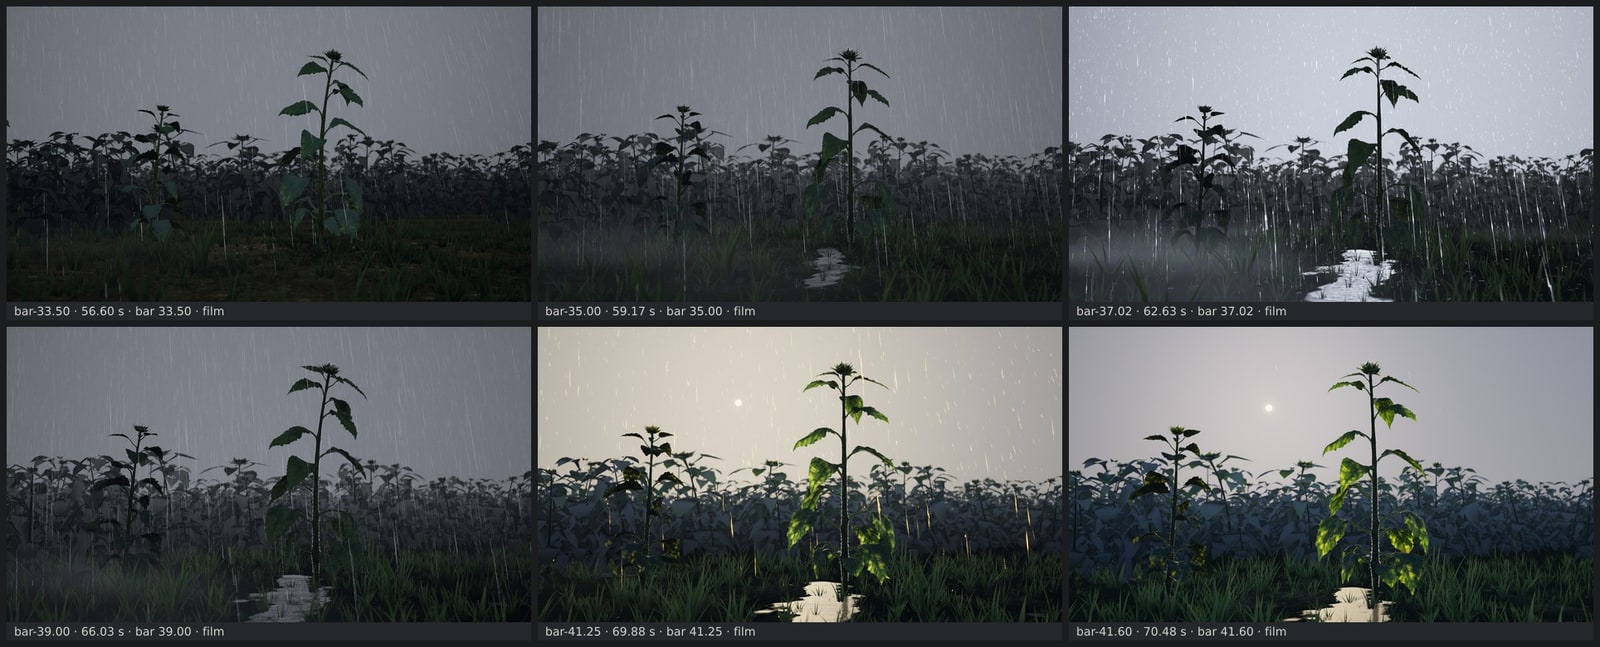 bar-33.50 · 56.60 s · bar 33.50 · film
bar-35.00 · 59.17 s · bar 35.00 · film
bar-37.02 · 62.63 s · bar 37.02 · film
bar-39.00 · 66.03 s · bar 39.00 · film
bar-41.25 · 69.88 s · bar 41.25 · film
bar-41.60 · 70.48 s · bar 41.60 · film